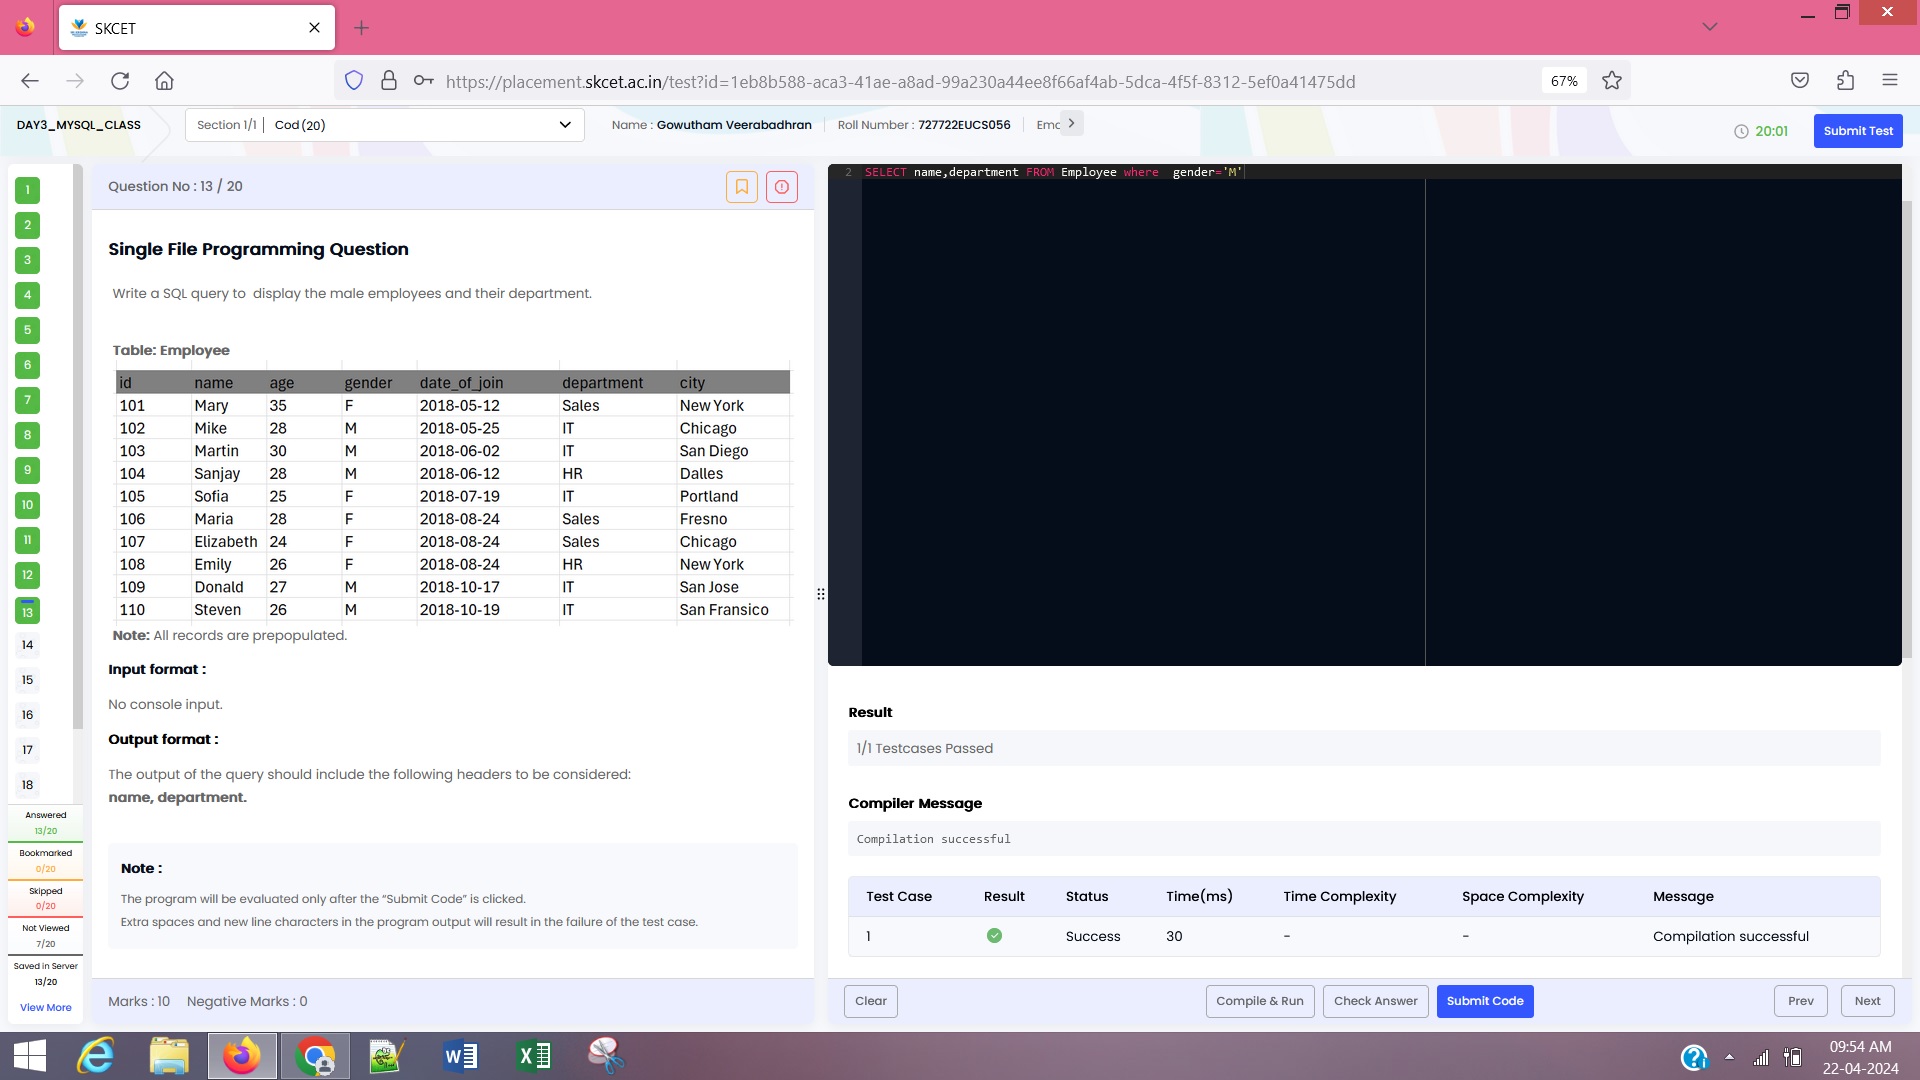 SKCET
https://placement.skcet.ac.in/test?id=1eb8b588-aca3-41ae-a8ad-99a230a44ee8f66af4ab-5dca-4f5f-8312-5ef0a41475dd
67%
DAY3_MYSQL_CLASS
Section 1/1 | Cod (20)
Name : Gowutham Veerabadhran
Roll Number : 727722EUCS056
Emc
20:01
Submit Test
1
2
3
4
5
6
7
8
9
10
11
12
13
14
15
16
17
18
Answered
13/20
Bookmarked
0/20
Skipped
0/20
Not Viewed
7/20
Saved in Server
13/20
View More
Question No : 13 / 20
Single File Programming Question
Write a SQL query to display the male employees and their department.
Table: Employee
id name age gender date_of_join department city
101 Mary 35 F 2018-05-12 Sales New York
102 Mike 28 M 2018-05-25 IT Chicago
103 Martin 30 M 2018-06-02 IT San Diego
104 Sanjay 28 M 2018-06-12 HR Dalles
105 Sofia 25 F 2018-07-19 IT Portland
106 Maria 28 F 2018-08-24 Sales Fresno
107 Elizabeth 24 F 2018-08-24 Sales Chicago
108 Emily 26 F 2018-08-24 HR New York
109 Donald 27 M 2018-10-17 IT San Jose
110 Steven 26 M 2018-10-19 IT San Fransico
Note: All records are prepopulated.
Input format :
No console input.
Output format :
The output of the query should include the following headers to be considered:
name, department.
Note :
The program will be evaluated only after the “Submit Code” is clicked.
Extra spaces and new line characters in the program output will result in the failure of the test case.
Marks : 10 Negative Marks : 0
2 SELECT name,department FROM Employee where  gender='M'
Result
1/1 Testcases Passed
Compiler Message
Compilation successful
Test Case Result Status Time(ms) Time Complexity Space Complexity Message
1 Success 30 - - Compilation successful
Clear
Compile & Run
Check Answer
Submit Code
Prev
Next
09:54 AM
22-04-2024